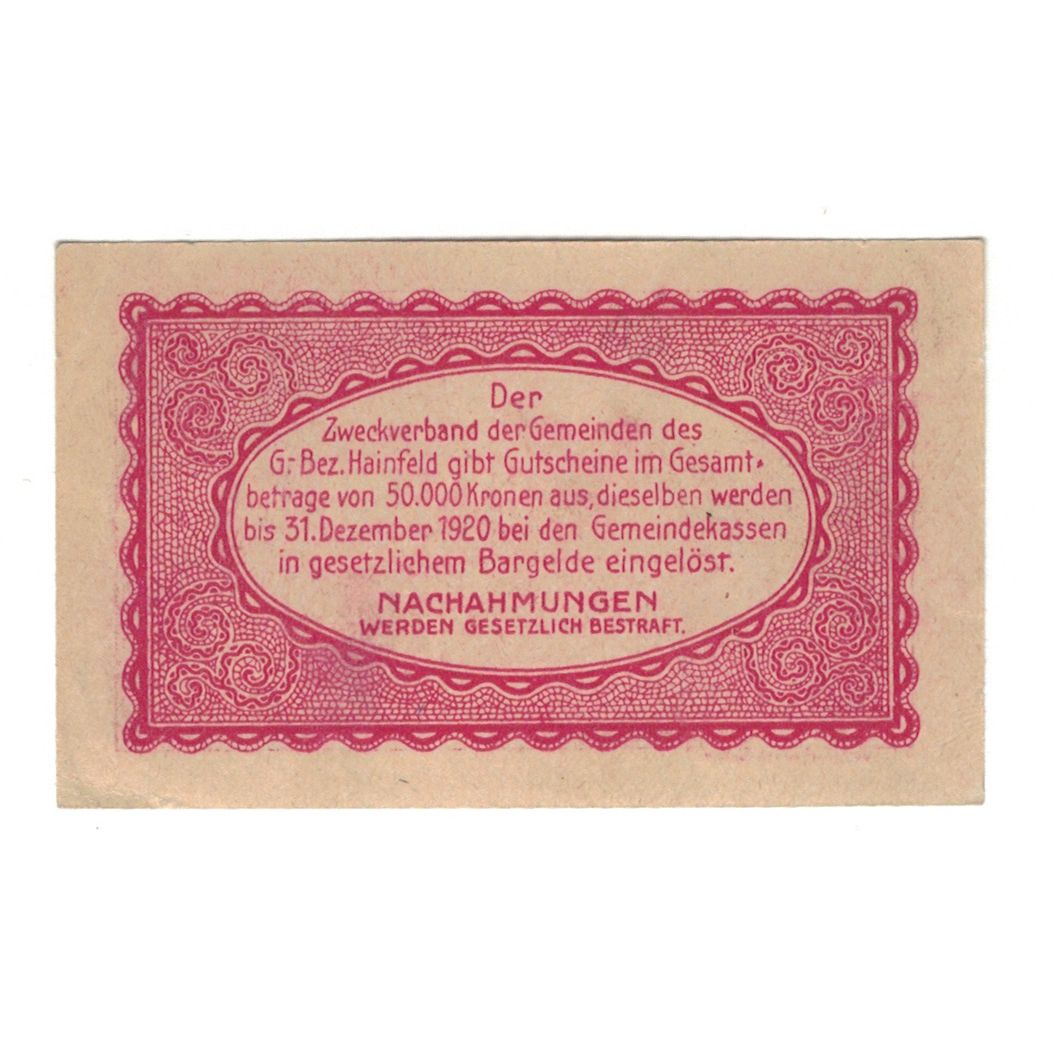 Der
Zweckverband der Gemeinden des
G.-Bez. Hainfeld gibt Gutscheine im Gesamt-
betrage von 50.000 Kronen aus, dieselben werden
bis 31. Dezember 1920 bei den Gemeindekassen
in gesetzlichem Bargelde eingelöst.
NACHAHMUNGEN
WERDEN GESETZLICH BESTRAFT.